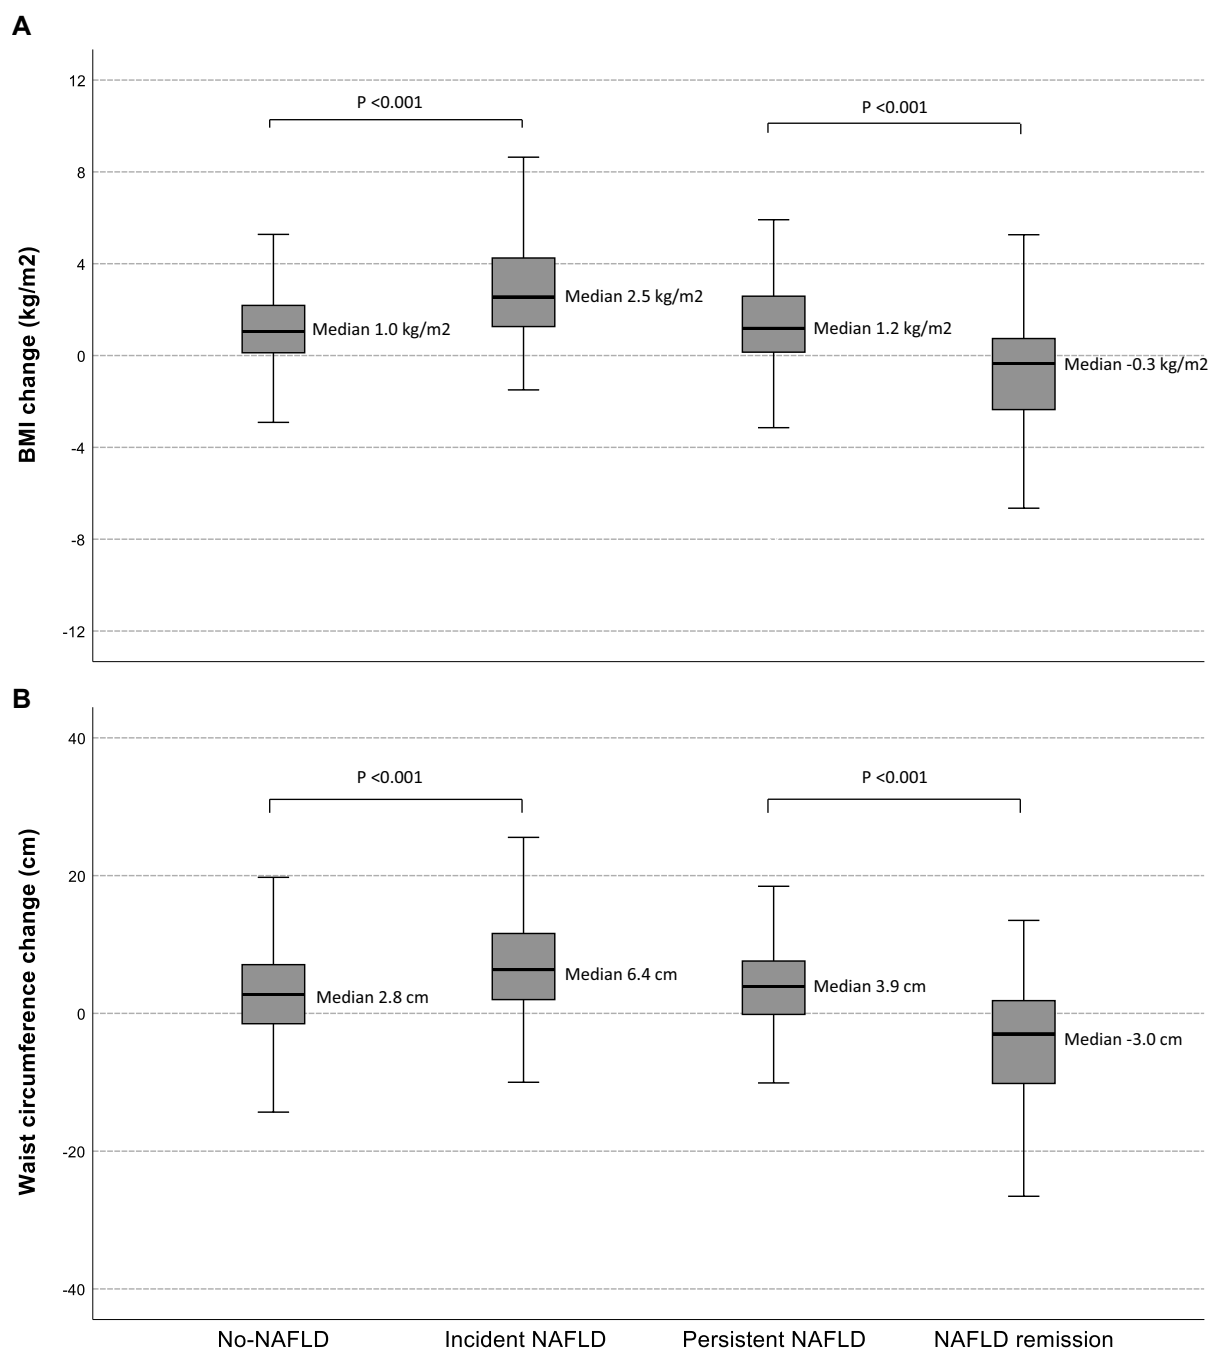 A
12
P <0.001
P <0.001
8
4
Median 2.5 kg/m2
Median 1.0 kg/m2
Median 1.2 kg/m2
0
Median -0.3 kg/m2
-4
-8
-12
BMI change (kg/m2)
B
40
P <0.001
P <0.001
20
Median 6.4 cm
Median 3.9 cm
Median 2.8 cm
0
Median -3.0 cm
-20
-40
Waist circumference change (cm)
No-NAFLD
Incident NAFLD
Persistent NAFLD
NAFLD remission